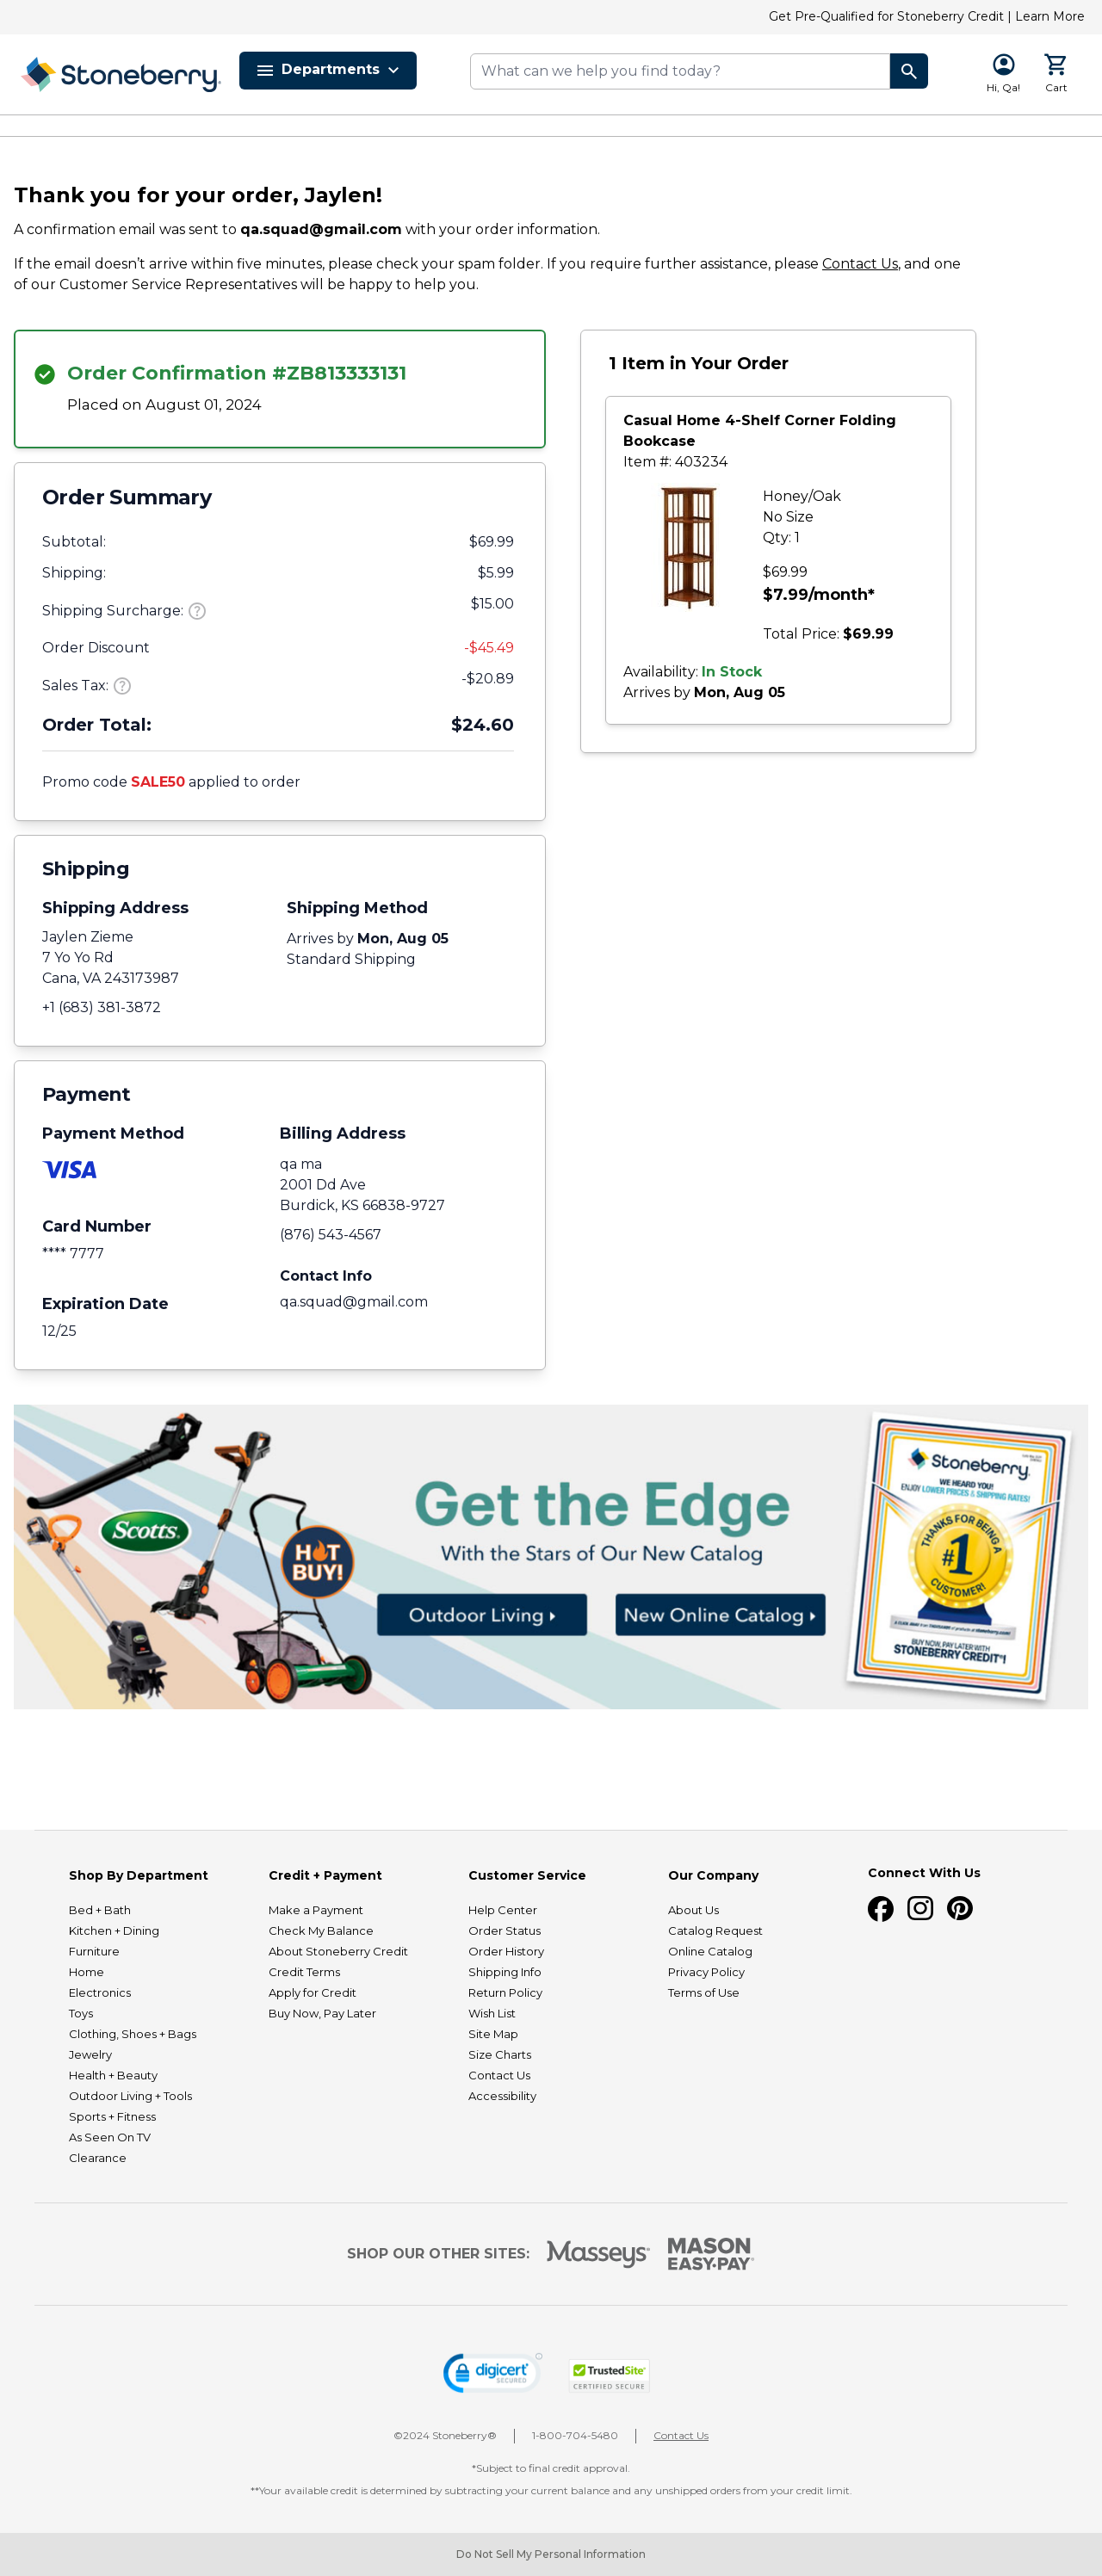 Get Pre-Qualified for Stoneberry Credit | Learn More
Stoneberry
Departments
What can we help you find today?
Hi, Qa!
Cart
Thank you for your order, Jaylen!
A confirmation email was sent to qa.squad@gmail.com with your order information.
If the email doesn't arrive within five minutes, please check your spam folder. If you require further assistance, please Contact Us, and one
of our Customer Service Representatives will be happy to help you.
Order Confirmation #ZB813333131
Placed on August 01, 2024
Order Summary
Subtotal: $69.99
Shipping: $5.99
Shipping Surcharge: ? $15.00
Order Discount -$45.49
Sales Tax: ? -$20.89
Order Total: $24.60
Promo code SALE50 applied to order
1 Item in Your Order
Casual Home 4-Shelf Corner Folding
Bookcase
Item #: 403234
Honey/Oak
No Size
Qty: 1
$69.99
$7.99/month*
Total Price: $69.99
Availability: In Stock
Arrives by Mon, Aug 05
Shipping
Shipping Address
Jaylen Zieme
7 Yo Yo Rd
Cana, VA 243173987
+1 (683) 381-3872
Shipping Method
Arrives by Mon, Aug 05
Standard Shipping
Payment
Payment Method
VISA
Card Number
**** 7777
Expiration Date
12/25
Billing Address
qa ma
2001 Dd Ave
Burdick, KS 66838-9727
(876) 543-4567
Contact Info
qa.squad@gmail.com
Scotts
HOT
BUY!
Get the Edge
With the Stars of Our New Catalog
Outdoor Living
New Online Catalog
Stoneberry
WE HEARD YOU!
ENJOY LOWER PRICES & SHIPPING RATES!
THANKS FOR BEING A
#1
CUSTOMER!
BUY NOW, PAY LATER WITH
STONEBERRY CREDIT*!
Shop By Department
Bed + Bath
Kitchen + Dining
Furniture
Home
Electronics
Toys
Clothing, Shoes + Bags
Jewelry
Health + Beauty
Outdoor Living + Tools
Sports + Fitness
As Seen On TV
Clearance
Credit + Payment
Make a Payment
Check My Balance
About Stoneberry Credit
Credit Terms
Apply for Credit
Buy Now, Pay Later
Customer Service
Help Center
Order Status
Order History
Shipping Info
Return Policy
Wish List
Site Map
Size Charts
Contact Us
Accessibility
Our Company
About Us
Catalog Request
Online Catalog
Privacy Policy
Terms of Use
Connect With Us
SHOP OUR OTHER SITES:
Masseys
MASON
EASY-PAY
digicert
SECURED
TrustedSite
CERTIFIED SECURE
©2024 Stoneberry®
1-800-704-5480
Contact Us
*Subject to final credit approval.
**Your available credit is determined by subtracting your current balance and any unshipped orders from your credit limit.
Do Not Sell My Personal Information